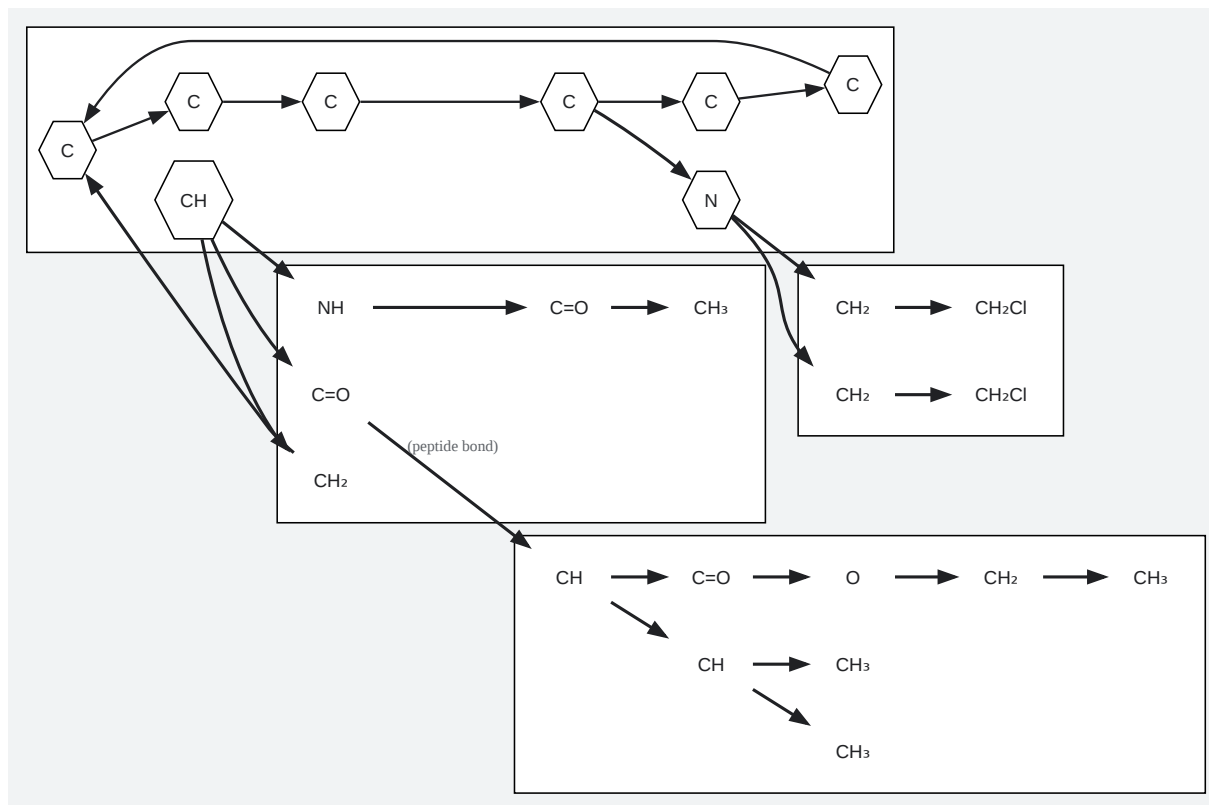 C
C C C C
C
CH
N
NH C=O CH₃
CH₂ CH₂Cl
C=O
CH₂ CH₂Cl
(peptide bond)
CH₂
CH C=O O CH₂ CH₃
CH CH₃
CH₃